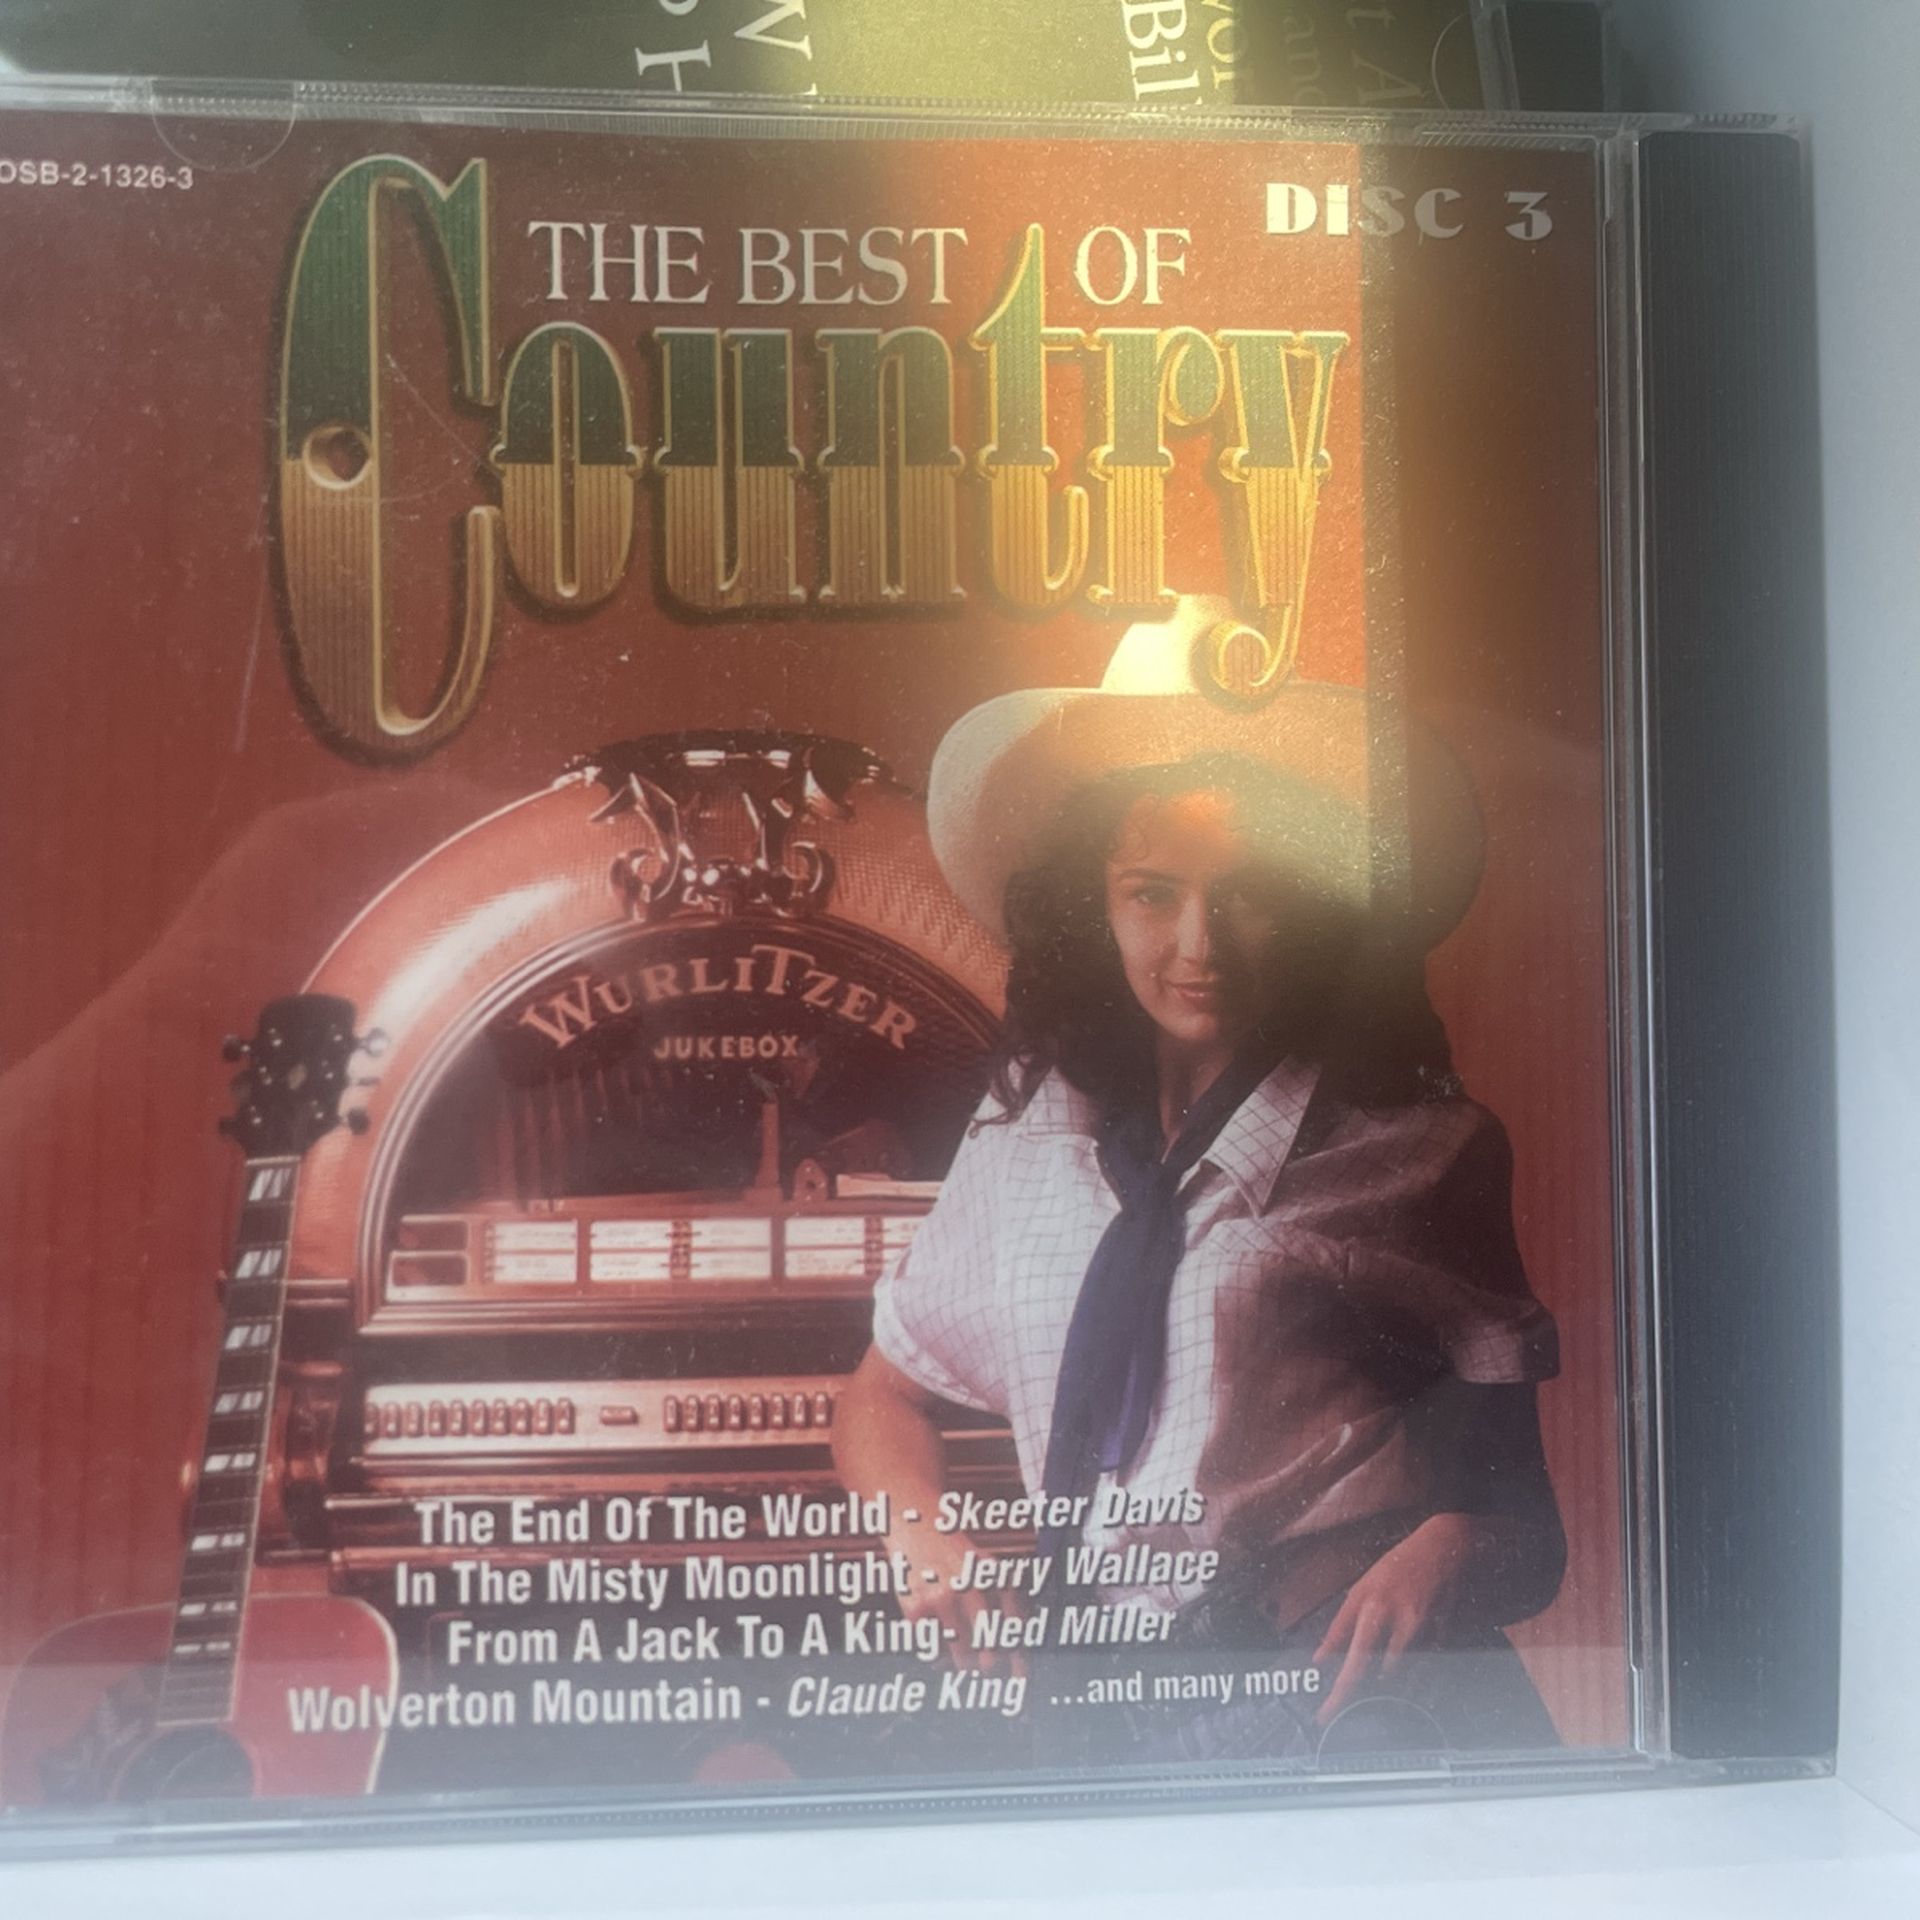 OSB-2-1326-3
DISC 3
THE BEST OF
Country
WURLITZER
JUKEBOX
The End Of The World - Skeeter Davis
In The Misty Moonlight - Jerry Wallace
From A Jack To A King- Ned Miller
Wolverton Mountain - Claude King ...and many more